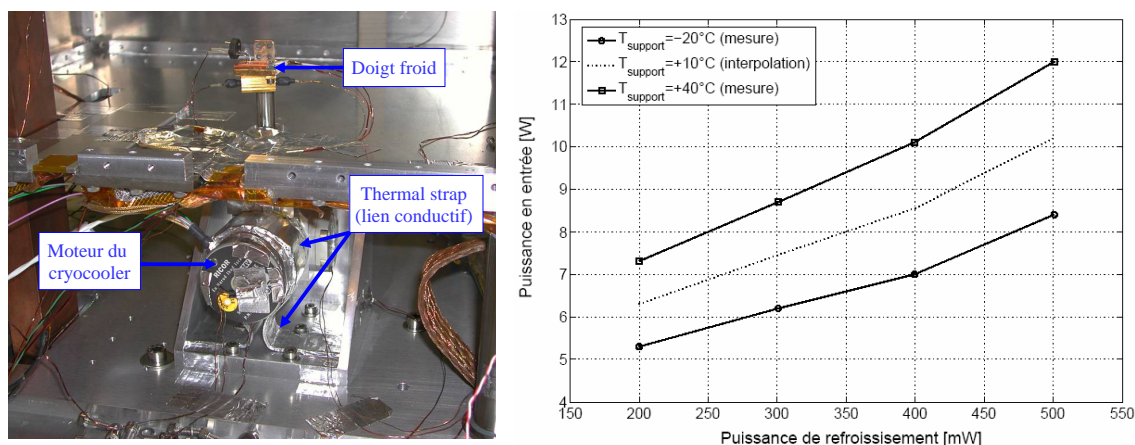 Doigt froid
Thermal strap
(lien conductif)
Moteur du
cryocooler
RICOR
T_support=−20°C (mesure)
T_support=+10°C (interpolation)
T_support=+40°C (mesure)
Puissance en entrée [W]
13
12
11
10
9
8
7
6
5
4
150 200 250 300 350 400 450 500 550
Puissance de refroissisement [mW]